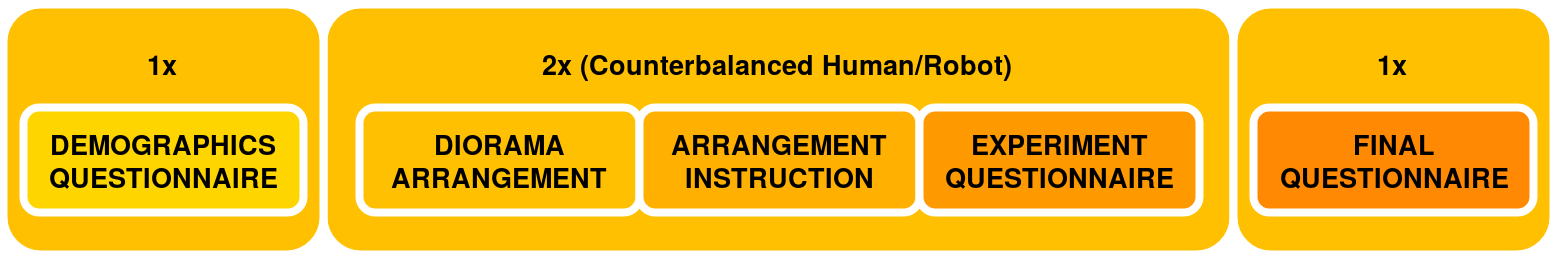 1x
DEMOGRAPHICS
QUESTIONNAIRE
2x (Counterbalanced Human/Robot)
DIORAMA
ARRANGEMENT
ARRANGEMENT
INSTRUCTION
EXPERIMENT
QUESTIONNAIRE
1x
FINAL
QUESTIONNAIRE